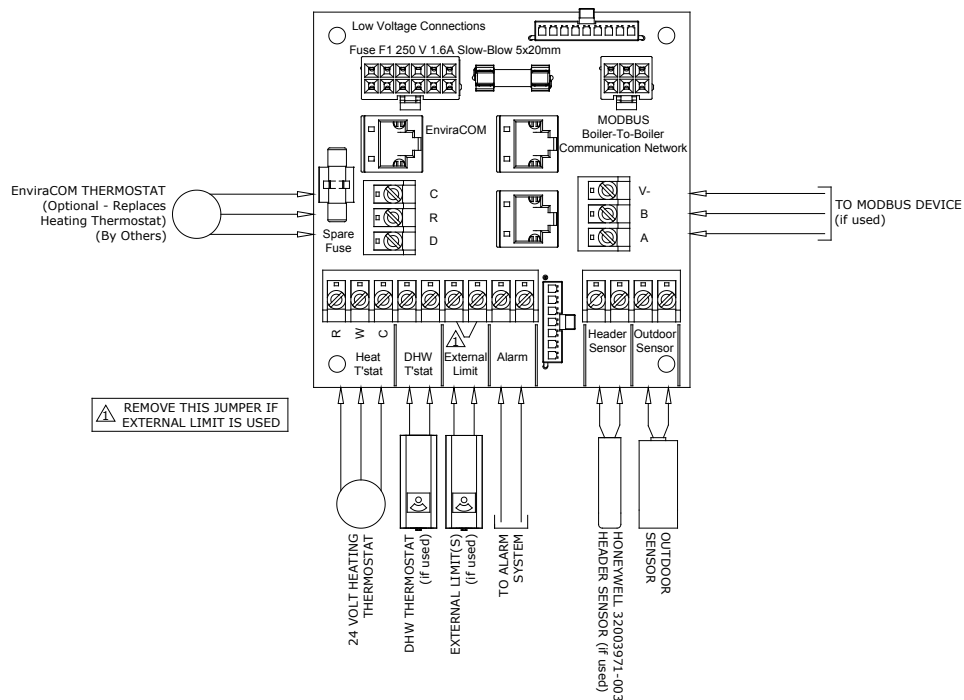 Low Voltage Connections
Fuse F1 250 V 1.6A Slow-Blow 5x20mm
EnviraCOM
MODBUS
Boiler-To-Boiler
Communication Network
EnviraCOM THERMOSTAT
(Optional - Replaces
Heating Thermostat)
(By Others)
Spare
Fuse
C
R
D
V-
B
A
TO MODBUS DEVICE
(if used)
R
W
C
Heat
T'stat
DHW
T'stat
1
External
Limit
Alarm
Header
Sensor
Outdoor
Sensor
1
REMOVE THIS JUMPER IF
EXTERNAL LIMIT IS USED
24 VOLT HEATING
THERMOSTAT
DHW THERMOSTAT
(if used)
EXTERNAL LIMIT(S)
(if used)
TO ALARM
SYSTEM
HONEYWELL 32003971-003
HEADER SENSOR (if used)
OUTDOOR
SENSOR